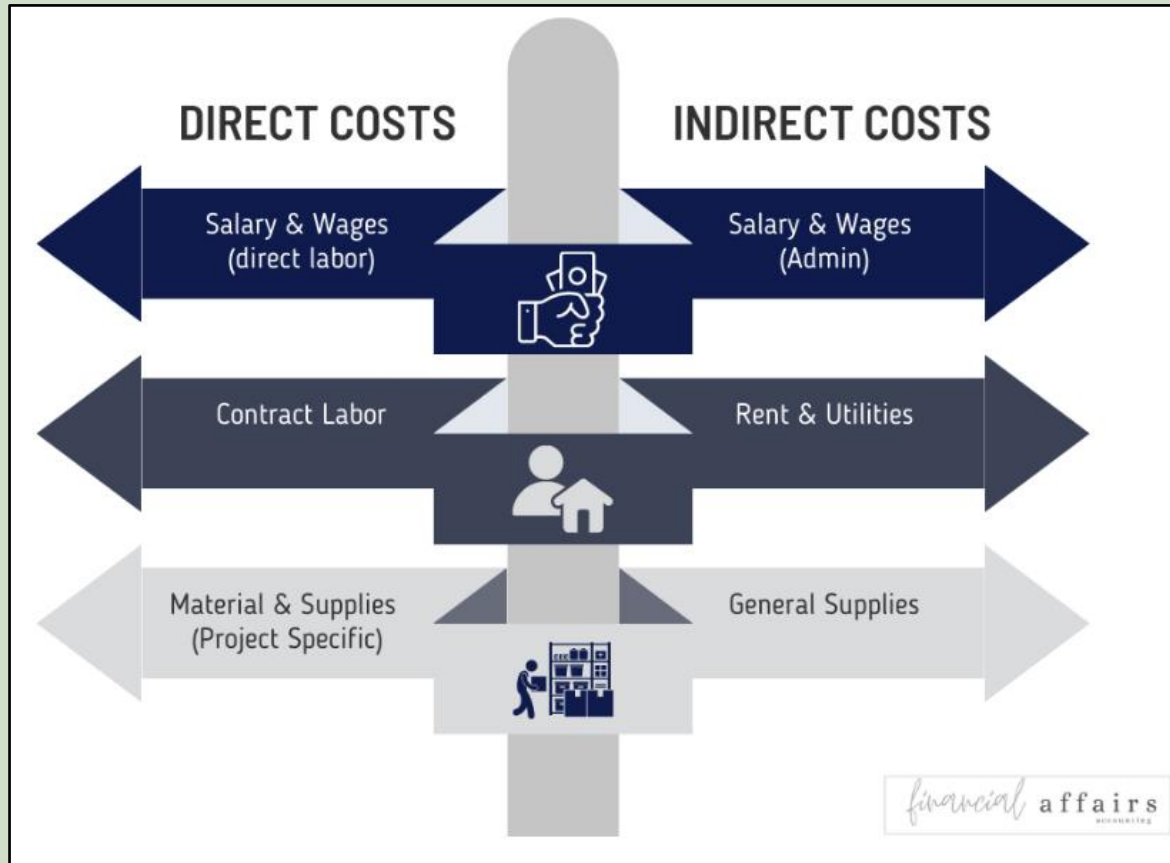 DIRECT COSTS
INDIRECT COSTS
Salary & Wages
(direct labor)
Salary & Wages
(Admin)
Contract Labor
Rent & Utilities
Material & Supplies
(Project Specific)
General Supplies
financial affairs
accounting